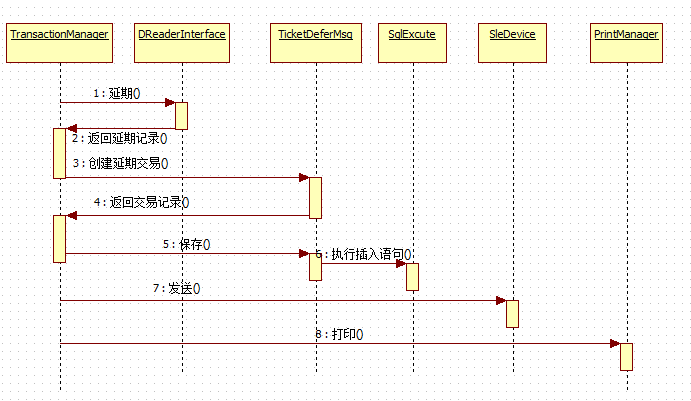 TransactionManager
DReaderInterface
TicketDeferMsg
SqlExcute
SleDevice
PrintManager
1 : 延期()
2 : 返回延期记录()
3 : 创建延期交易()
4 : 返回交易记录()
5 : 保存()
6 : 执行插入语句()
7 : 发送()
8 : 打印()